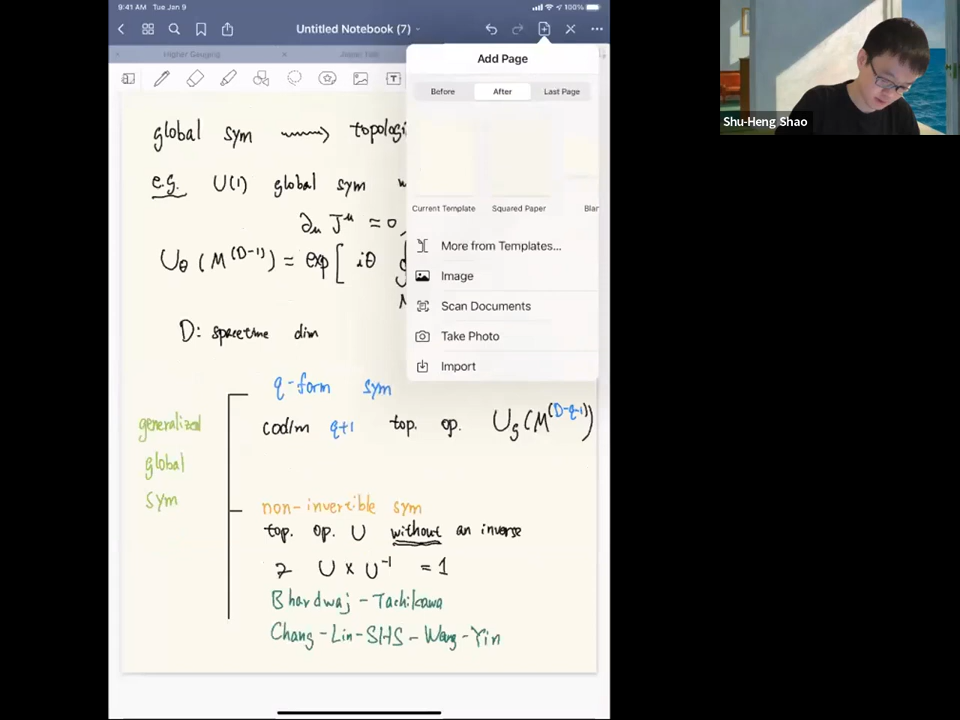 9:41 AM Tue Jan 9
100%
Untitled Notebook (7)
Higher Gauging
Add Page
Before
After
Last Page
Current Template
Squared Paper
Blan
More from Templates...
Image
Scan Documents
Take Photo
Import
global sym ⟿ topologi
e.g. U(1) global sym w
∂μ J^μ = 0,
Uθ (M^(D-1)) = exp[ iθ ∮
M
D: spacetime dim
generalized
global
sym
q-form sym
codim q+1 top. op. Ug(M^(D-q-1))
non-invertible sym
top. op. U without an inverse
∄ U × U^-1 = 1
Bhardwaj - Tachikawa
Chang - Lin - SHS - Wang - Yin
Shu-Heng Shao